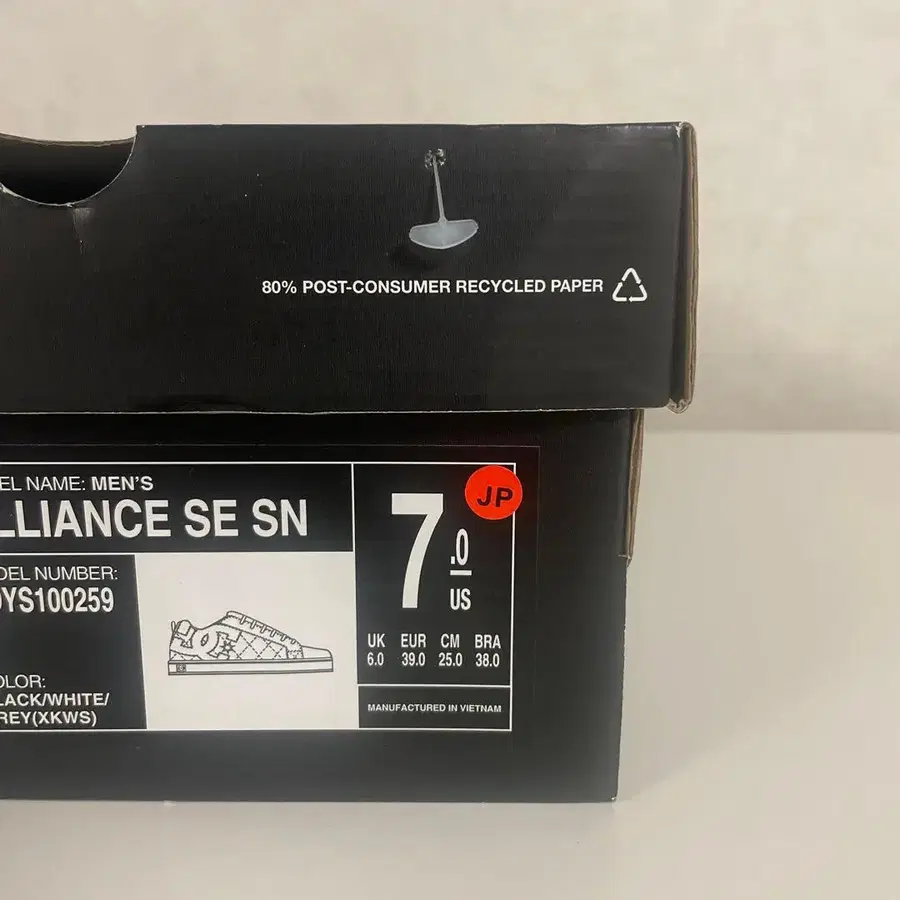 80% POST-CONSUMER RECYCLED PAPER
EL NAME: MEN'S
LLIANCE SE SN
DEL NUMBER:
YS100259
OLOR:
LACK/WHITE/
REY(XKWS)
7.0
US
JP
UK EUR CM BRA
6.0 39.0 25.0 38.0
MANUFACTURED IN VIETNAM